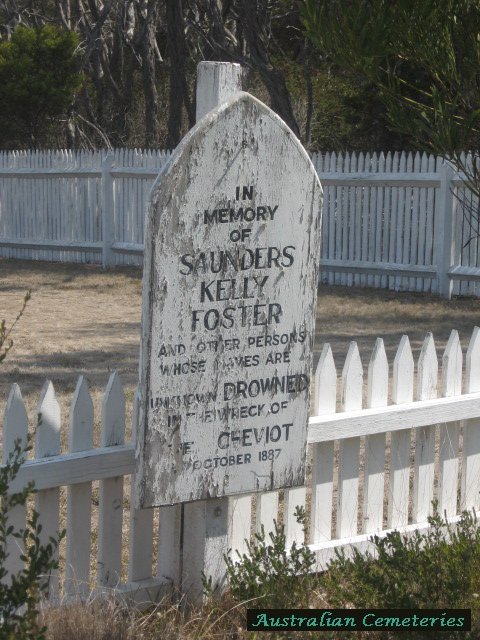 IN
MEMORY
OF
SAUNDERS
KELLY
FOSTER
AND OTHER PERSONS
WHOSE NAMES ARE
UNKNOWN DROWNED
IN THE WRECK OF
CHEVIOT
OCTOBER 1887
Australian Cemeteries